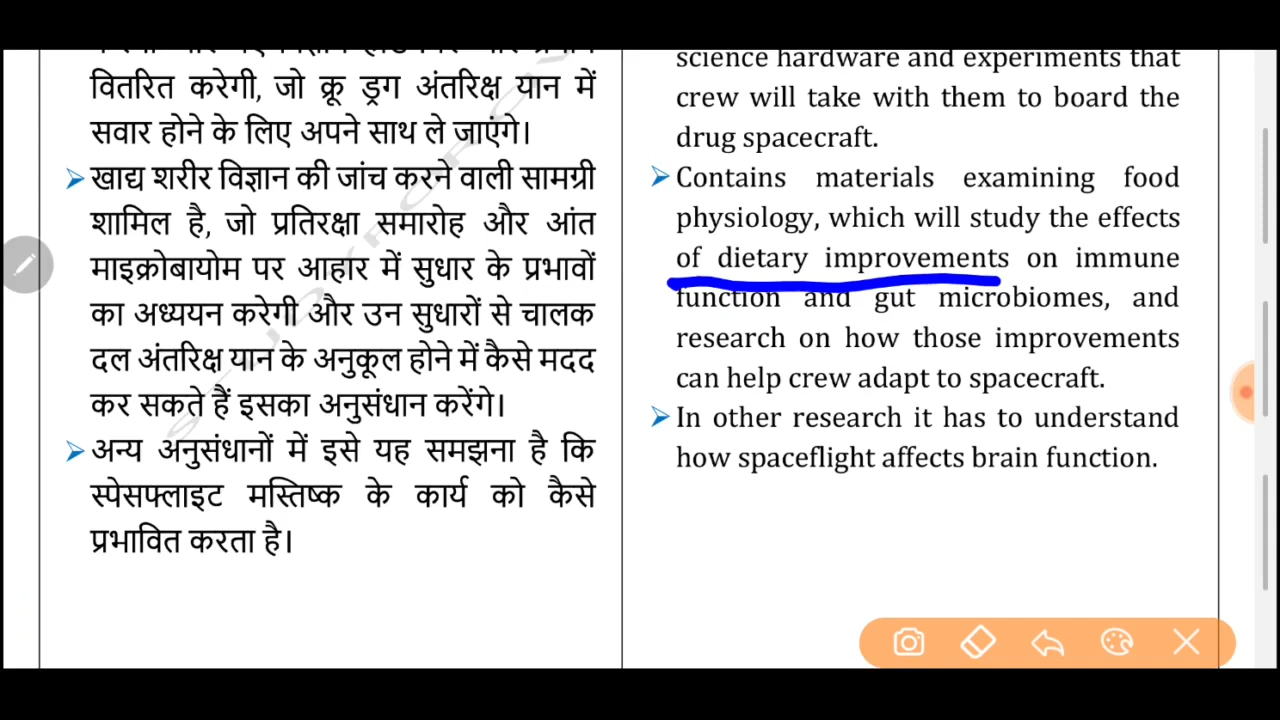 वितरित करेगी, जो क्रू ड्रग अंतरिक्ष यान में
सवार होने के लिए अपने साथ ले जाएंगे।
➢ खाद्य शरीर विज्ञान की जांच करने वाली सामग्री
शामिल है, जो प्रतिरक्षा समारोह और आंत
माइक्रोबायोम पर आहार में सुधार के प्रभावों
का अध्ययन करेगी और उन सुधारों से चालक
दल अंतरिक्ष यान के अनुकूल होने में कैसे मदद
कर सकते हैं इसका अनुसंधान करेंगे।
➢ अन्य अनुसंधानों में इसे यह समझना है कि
स्पेसफ्लाइट मस्तिष्क के कार्य को कैसे
प्रभावित करता है।
science hardware and experiments that
crew will take with them to board the
drug spacecraft.
➢ Contains materials examining food
physiology, which will study the effects
of dietary improvements on immune
function and gut microbiomes, and
research on how those improvements
can help crew adapt to spacecraft.
➢ In other research it has to understand
how spaceflight affects brain function.